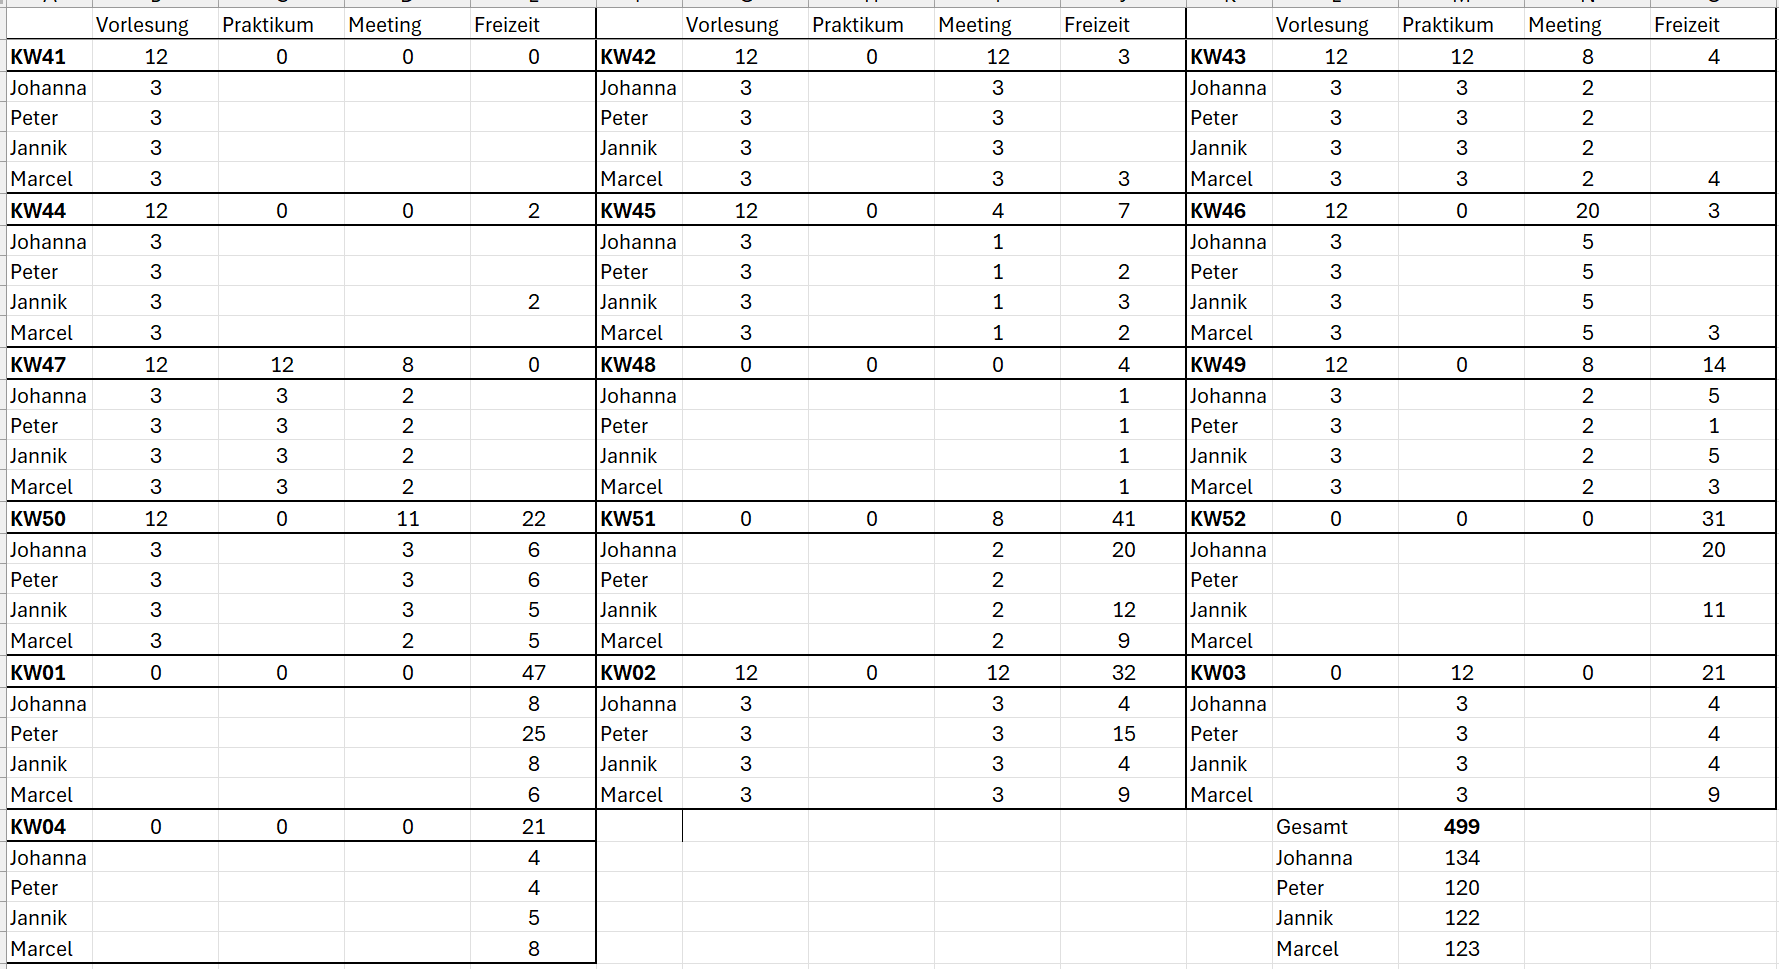 Vorlesung Praktikum Meeting Freizeit Vorlesung Praktikum Meeting Freizeit Vorlesung Praktikum Meeting Freizeit
KW41 12 0 0 0 KW42 12 0 12 3 KW43 12 12 8 4
Johanna 3 Johanna 3 3 Johanna 3 3 2
Peter 3 Peter 3 3 Peter 3 3 2
Jannik 3 Jannik 3 3 Jannik 3 3 2
Marcel 3 Marcel 3 3 3 Marcel 3 3 2 4
KW44 12 0 0 2 KW45 12 0 4 7 KW46 12 0 20 3
Johanna 3 Johanna 3 1 Johanna 3 5
Peter 3 Peter 3 1 2 Peter 3 5
Jannik 3 2 Jannik 3 1 3 Jannik 3 5
Marcel 3 Marcel 3 1 2 Marcel 3 5 3
KW47 12 12 8 0 KW48 0 0 0 4 KW49 12 0 8 14
Johanna 3 3 2 Johanna 1 Johanna 3 2 5
Peter 3 3 2 Peter 1 Peter 3 2 1
Jannik 3 3 2 Jannik 1 Jannik 3 2 5
Marcel 3 3 2 Marcel 1 Marcel 3 2 3
KW50 12 0 11 22 KW51 0 0 8 41 KW52 0 0 0 31
Johanna 3 3 6 Johanna 2 20 Johanna 20
Peter 3 3 6 Peter 2 Peter
Jannik 3 3 5 Jannik 2 12 Jannik 11
Marcel 3 2 5 Marcel 2 9 Marcel
KW01 0 0 0 47 KW02 12 0 12 32 KW03 0 12 0 21
Johanna 8 Johanna 3 3 4 Johanna 3 4
Peter 25 Peter 3 3 15 Peter 3 4
Jannik 8 Jannik 3 3 4 Jannik 3 4
Marcel 6 Marcel 3 3 9 Marcel 3 9
KW04 0 0 0 21 Gesamt 499
Johanna 4 Johanna 134
Peter 4 Peter 120
Jannik 5 Jannik 122
Marcel 8 Marcel 123